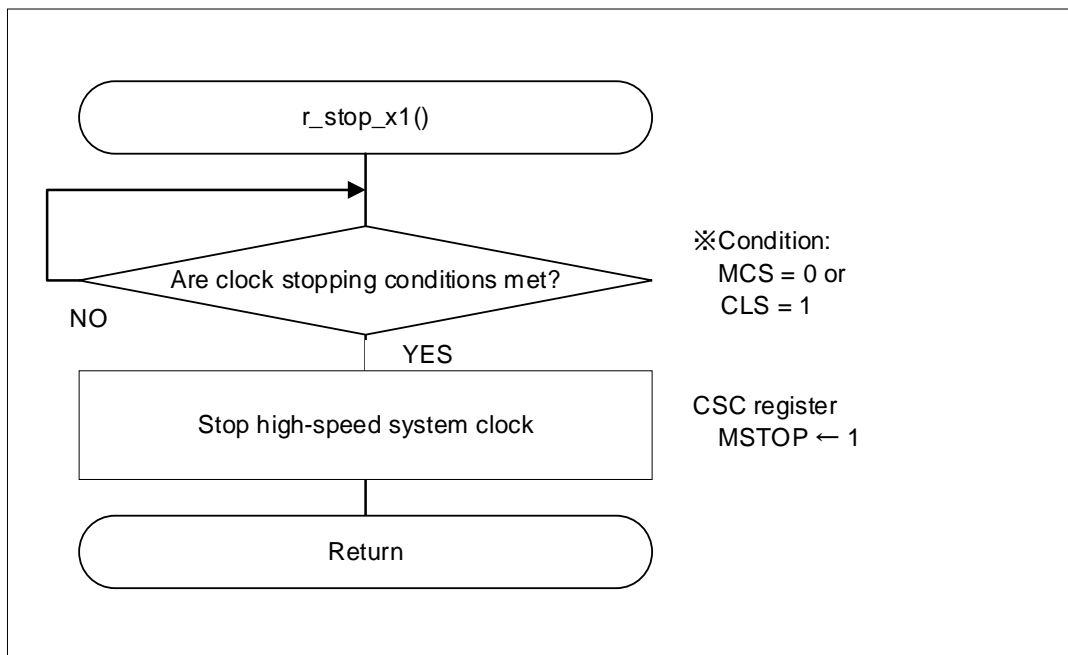 r_stop_x1()
Are clock stopping conditions met?
※Condition:
MCS = 0 or
CLS = 1
NO
YES
Stop high-speed system clock
CSC register
MSTOP ← 1
Return